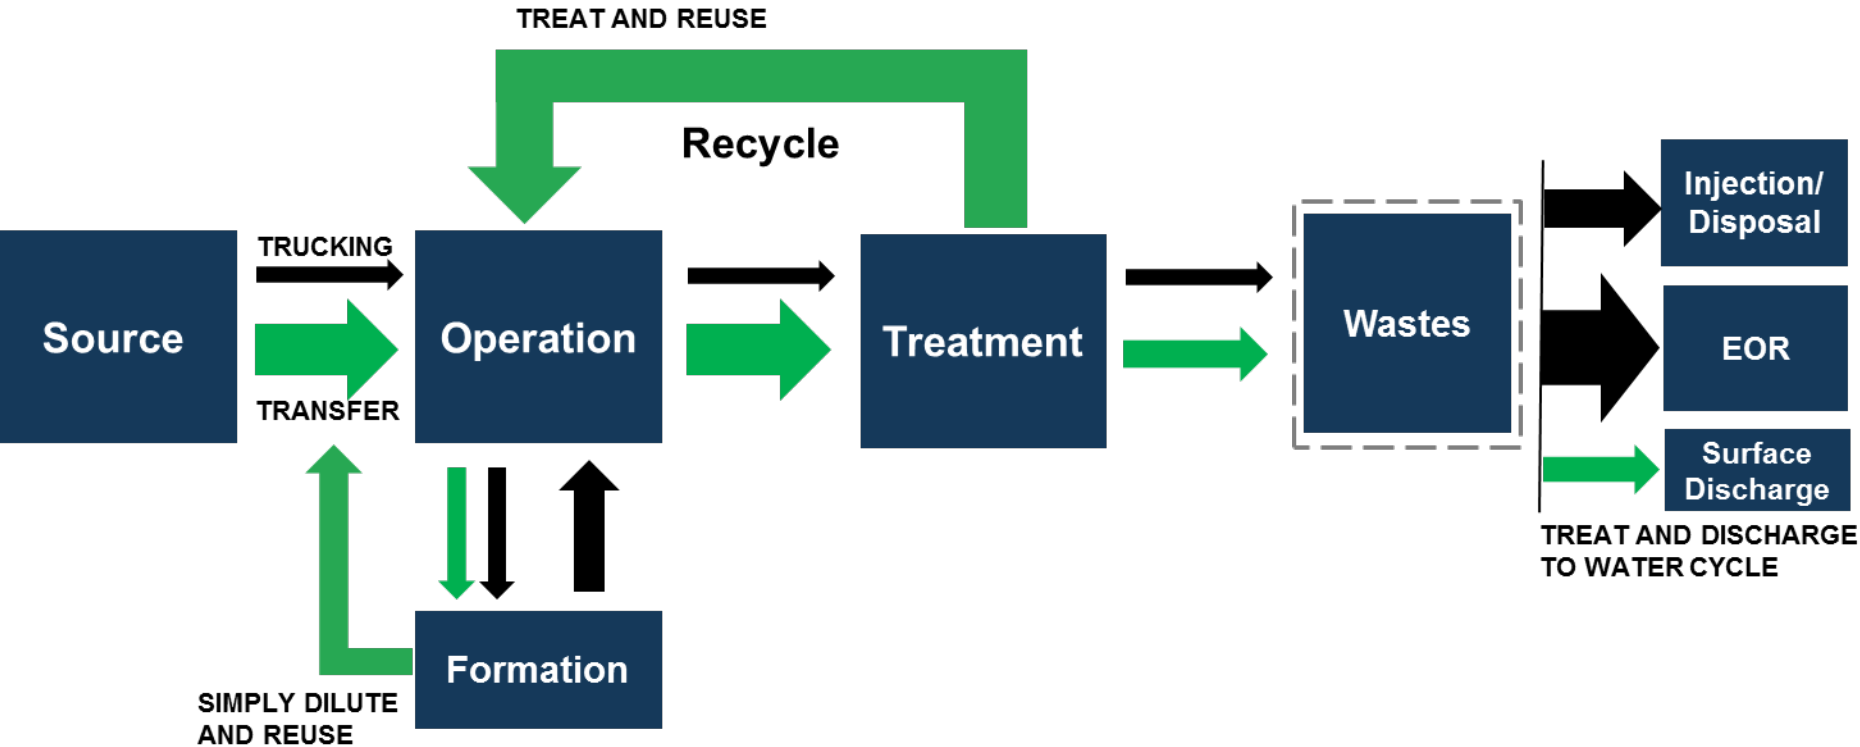 TREAT AND REUSE
Recycle
TRUCKING
TRANSFER
Source
Operation
Treatment
Wastes
Injection/
Disposal
EOR
Surface
Discharge
TREAT AND DISCHARGE
TO WATER CYCLE
Formation
SIMPLY DILUTE
AND REUSE